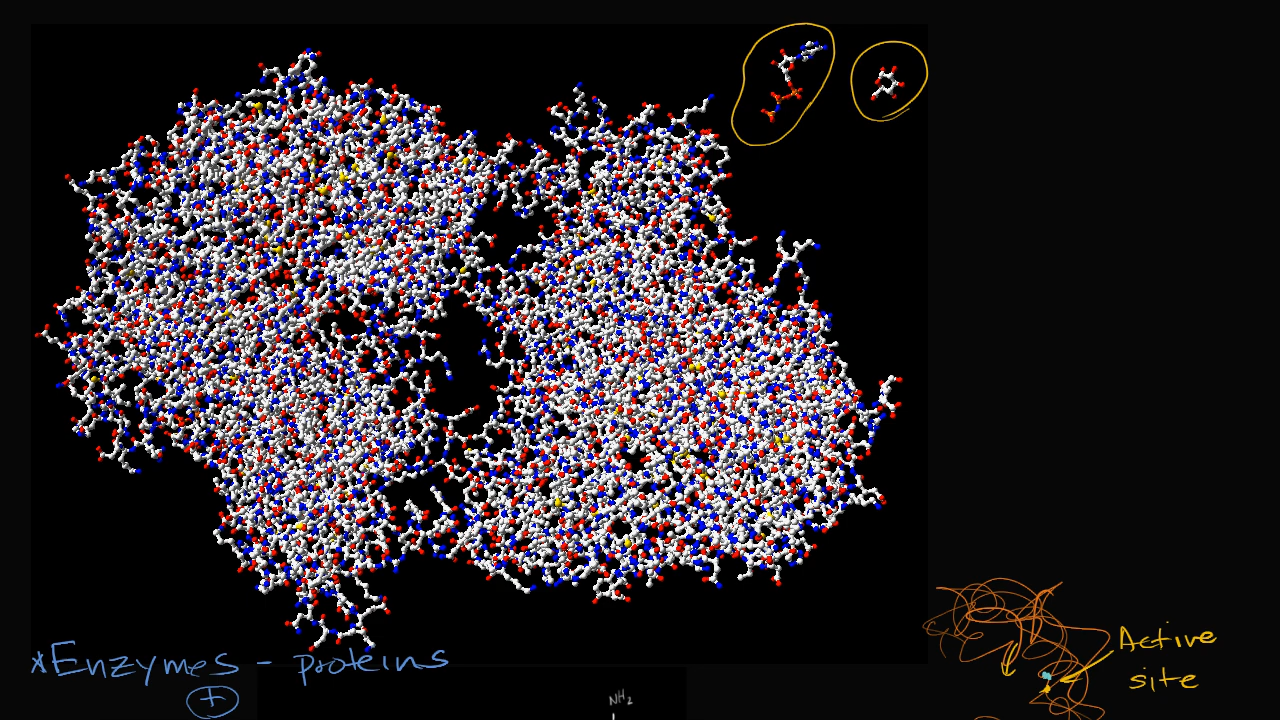 *Enzymes - proteins
+
NH2
Active
site